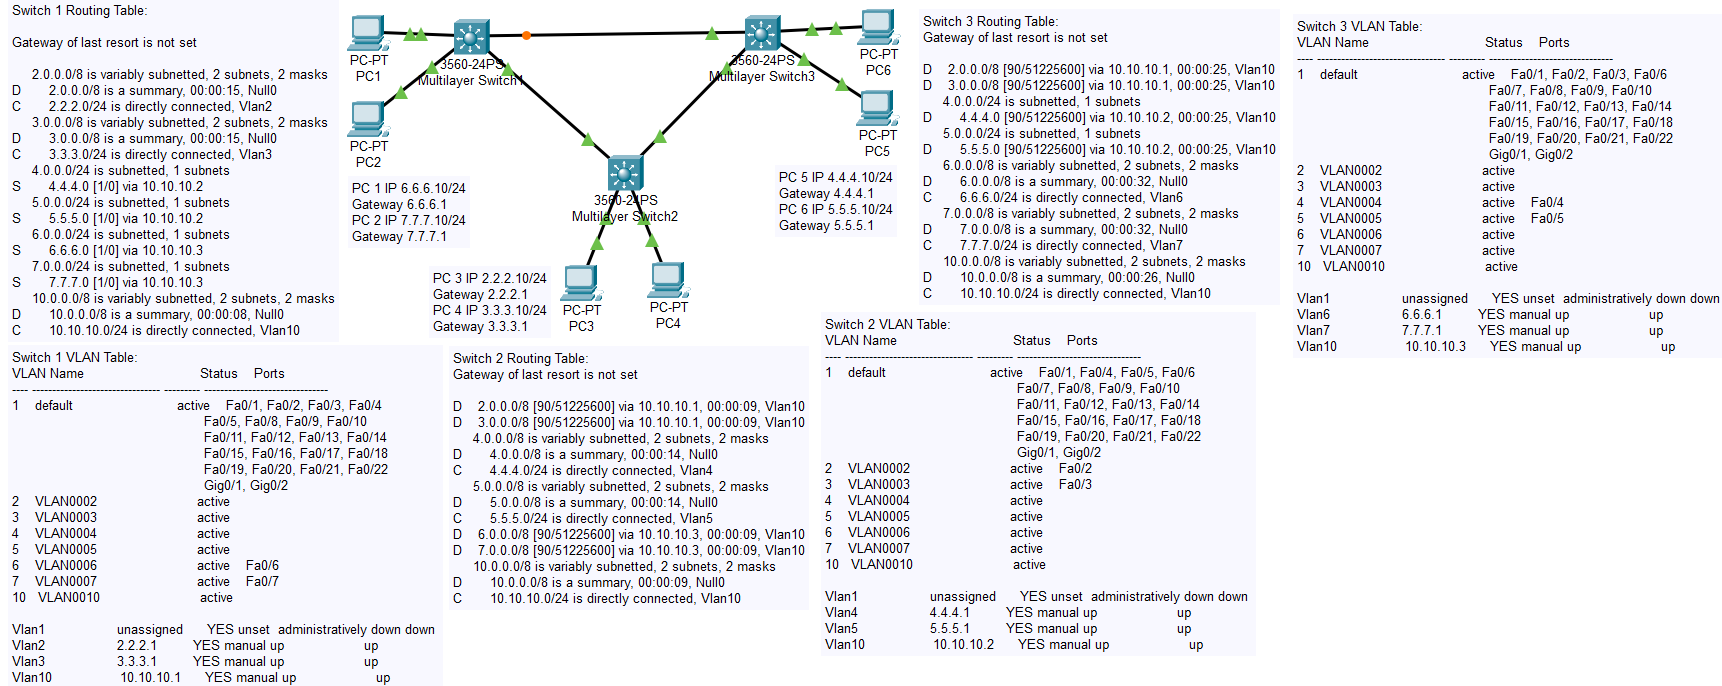 Switch 1 Routing Table:
Gateway of last resort is not set
2.0.0.0/8 is variably subnetted, 2 subnets, 2 masks
D 2.0.0.0/8 is a summary, 00:00:15, Null0
C 2.2.2.0/24 is directly connected, Vlan2
3.0.0.0/8 is variably subnetted, 2 subnets, 2 masks
D 3.0.0.0/8 is a summary, 00:00:15, Null0
C 3.3.3.0/24 is directly connected, Vlan3
4.0.0.0/24 is subnetted, 1 subnets
S 4.4.4.0 [1/0] via 10.10.10.2
5.0.0.0/24 is subnetted, 1 subnets
S 5.5.5.0 [1/0] via 10.10.10.2
6.0.0.0/24 is subnetted, 1 subnets
S 6.6.6.0 [1/0] via 10.10.10.3
7.0.0.0/24 is subnetted, 1 subnets
S 7.7.7.0 [1/0] via 10.10.10.3
10.0.0.0/8 is variably subnetted, 2 subnets, 2 masks
D 10.0.0.0/8 is a summary, 00:00:08, Null0
C 10.10.10.0/24 is directly connected, Vlan10
PC-PT
PC1
3560-24PS
Multilayer Switch1
PC-PT
PC2
3560-24PS
Multilayer Switch3
PC-PT
PC6
PC-PT
PC5
3560-24PS
Multilayer Switch2
PC-PT
PC3
PC-PT
PC4
PC 1 IP 6.6.6.10/24
Gateway 6.6.6.1
PC 2 IP 7.7.7.10/24
Gateway 7.7.7.1
PC 5 IP 4.4.4.10/24
Gateway 4.4.4.1
PC 6 IP 5.5.5.10/24
Gateway 5.5.5.1
PC 3 IP 2.2.2.10/24
Gateway 2.2.2.1
PC 4 IP 3.3.3.10/24
Gateway 3.3.3.1
Switch 3 Routing Table:
Gateway of last resort is not set
D 2.0.0.0/8 [90/51225600] via 10.10.10.1, 00:00:25, Vlan10
D 3.0.0.0/8 [90/51225600] via 10.10.10.1, 00:00:25, Vlan10
4.0.0.0/24 is subnetted, 1 subnets
D 4.4.4.0 [90/51225600] via 10.10.10.2, 00:00:25, Vlan10
5.0.0.0/24 is subnetted, 1 subnets
D 5.5.5.0 [90/51225600] via 10.10.10.2, 00:00:25, Vlan10
6.0.0.0/8 is variably subnetted, 2 subnets, 2 masks
D 6.0.0.0/8 is a summary, 00:00:32, Null0
C 6.6.6.0/24 is directly connected, Vlan6
7.0.0.0/8 is variably subnetted, 2 subnets, 2 masks
D 7.0.0.0/8 is a summary, 00:00:32, Null0
C 7.7.7.0/24 is directly connected, Vlan7
10.0.0.0/8 is variably subnetted, 2 subnets, 2 masks
D 10.0.0.0/8 is a summary, 00:00:26, Null0
C 10.10.10.0/24 is directly connected, Vlan10
Switch 3 VLAN Table:
VLAN Name Status Ports
---- -------------------------------- --------- -------------------------------
1 default active Fa0/1, Fa0/2, Fa0/3, Fa0/6
Fa0/7, Fa0/8, Fa0/9, Fa0/10
Fa0/11, Fa0/12, Fa0/13, Fa0/14
Fa0/15, Fa0/16, Fa0/17, Fa0/18
Fa0/19, Fa0/20, Fa0/21, Fa0/22
Gig0/1, Gig0/2
2 VLAN0002 active
3 VLAN0003 active
4 VLAN0004 active Fa0/4
5 VLAN0005 active Fa0/5
6 VLAN0006 active
7 VLAN0007 active
10 VLAN0010 active
Vlan1 unassigned YES unset administratively down down
Vlan6 6.6.6.1 YES manual up up
Vlan7 7.7.7.1 YES manual up up
Vlan10 10.10.10.3 YES manual up up
Switch 1 VLAN Table:
VLAN Name Status Ports
---- -------------------------------- --------- -------------------------------
1 default active Fa0/1, Fa0/2, Fa0/3, Fa0/4
Fa0/5, Fa0/8, Fa0/9, Fa0/10
Fa0/11, Fa0/12, Fa0/13, Fa0/14
Fa0/15, Fa0/16, Fa0/17, Fa0/18
Fa0/19, Fa0/20, Fa0/21, Fa0/22
Gig0/1, Gig0/2
2 VLAN0002 active
3 VLAN0003 active
4 VLAN0004 active
5 VLAN0005 active
6 VLAN0006 active Fa0/6
7 VLAN0007 active Fa0/7
10 VLAN0010 active
Vlan1 unassigned YES unset administratively down down
Vlan2 2.2.2.1 YES manual up up
Vlan3 3.3.3.1 YES manual up up
Vlan10 10.10.10.1 YES manual up up
Switch 2 Routing Table:
Gateway of last resort is not set
D 2.0.0.0/8 [90/51225600] via 10.10.10.1, 00:00:09, Vlan10
D 3.0.0.0/8 [90/51225600] via 10.10.10.1, 00:00:09, Vlan10
4.0.0.0/8 is variably subnetted, 2 subnets, 2 masks
D 4.0.0.0/8 is a summary, 00:00:14, Null0
C 4.4.4.0/24 is directly connected, Vlan4
5.0.0.0/8 is variably subnetted, 2 subnets, 2 masks
D 5.0.0.0/8 is a summary, 00:00:14, Null0
C 5.5.5.0/24 is directly connected, Vlan5
D 6.0.0.0/8 [90/51225600] via 10.10.10.3, 00:00:09, Vlan10
D 7.0.0.0/8 [90/51225600] via 10.10.10.3, 00:00:09, Vlan10
10.0.0.0/8 is variably subnetted, 2 subnets, 2 masks
D 10.0.0.0/8 is a summary, 00:00:09, Null0
C 10.10.10.0/24 is directly connected, Vlan10
Switch 2 VLAN Table:
VLAN Name Status Ports
---- -------------------------------- --------- -------------------------------
1 default active Fa0/1, Fa0/4, Fa0/5, Fa0/6
Fa0/7, Fa0/8, Fa0/9, Fa0/10
Fa0/11, Fa0/12, Fa0/13, Fa0/14
Fa0/15, Fa0/16, Fa0/17, Fa0/18
Fa0/19, Fa0/20, Fa0/21, Fa0/22
Gig0/1, Gig0/2
2 VLAN0002 active Fa0/2
3 VLAN0003 active Fa0/3
4 VLAN0004 active
5 VLAN0005 active
6 VLAN0006 active
7 VLAN0007 active
10 VLAN0010 active
Vlan1 unassigned YES unset administratively down down
Vlan4 4.4.4.1 YES manual up up
Vlan5 5.5.5.1 YES manual up up
Vlan10 10.10.10.2 YES manual up up